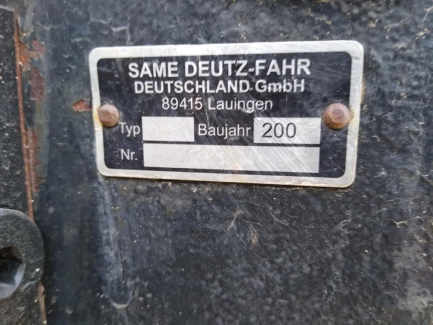 SAME DEUTZ-FAHR
DEUTSCHLAND GmbH
89415 Lauingen
Typ Baujahr 200
Nr.